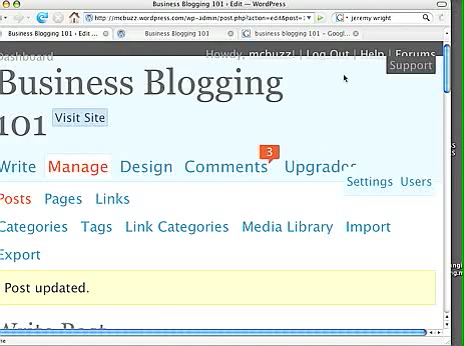 Business Blogging 101 › Edit — WordPress
http://mcbuzz.wordpress.com/wp-admin/post.php?action=edit&post=
jeremy wright
Business Blogging 101 › Edit ...
Business Blogging 101
business blogging 101 - Googl...
Dashboard
Howdy, mcbuzz! | Log Out | Help | Forums
Support
Business Blogging
101 Visit Site
3
Write Manage Design Comments Upgrades
Settings Users
Posts Pages Links
Categories Tags Link Categories Media Library Import
Export
Post updated.
Write Post